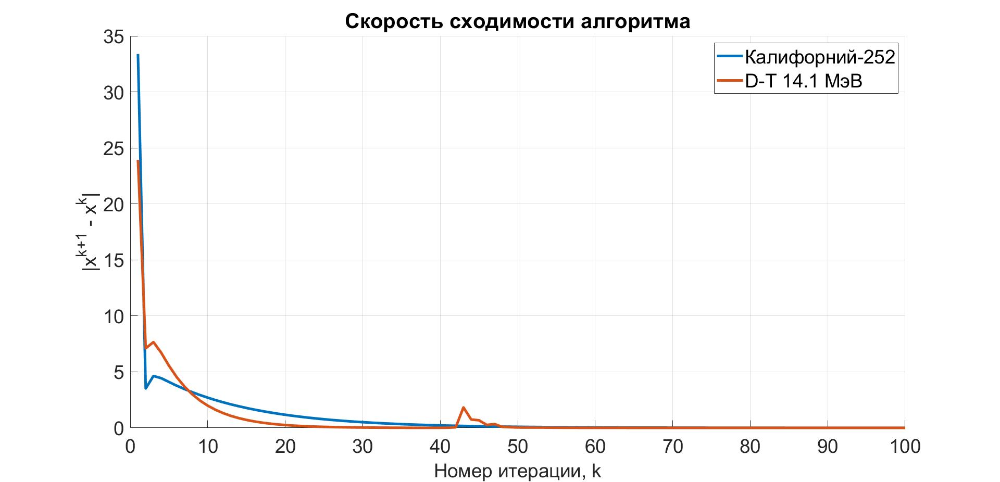 Скорость сходимости алгоритма
35
30
25
20
15
10
5
0
|x^{k+1} - x^{k}|
Калифорний-252
D-T 14.1 МэВ
0 10 20 30 40 50 60 70 80 90 100
Номер итерации, k